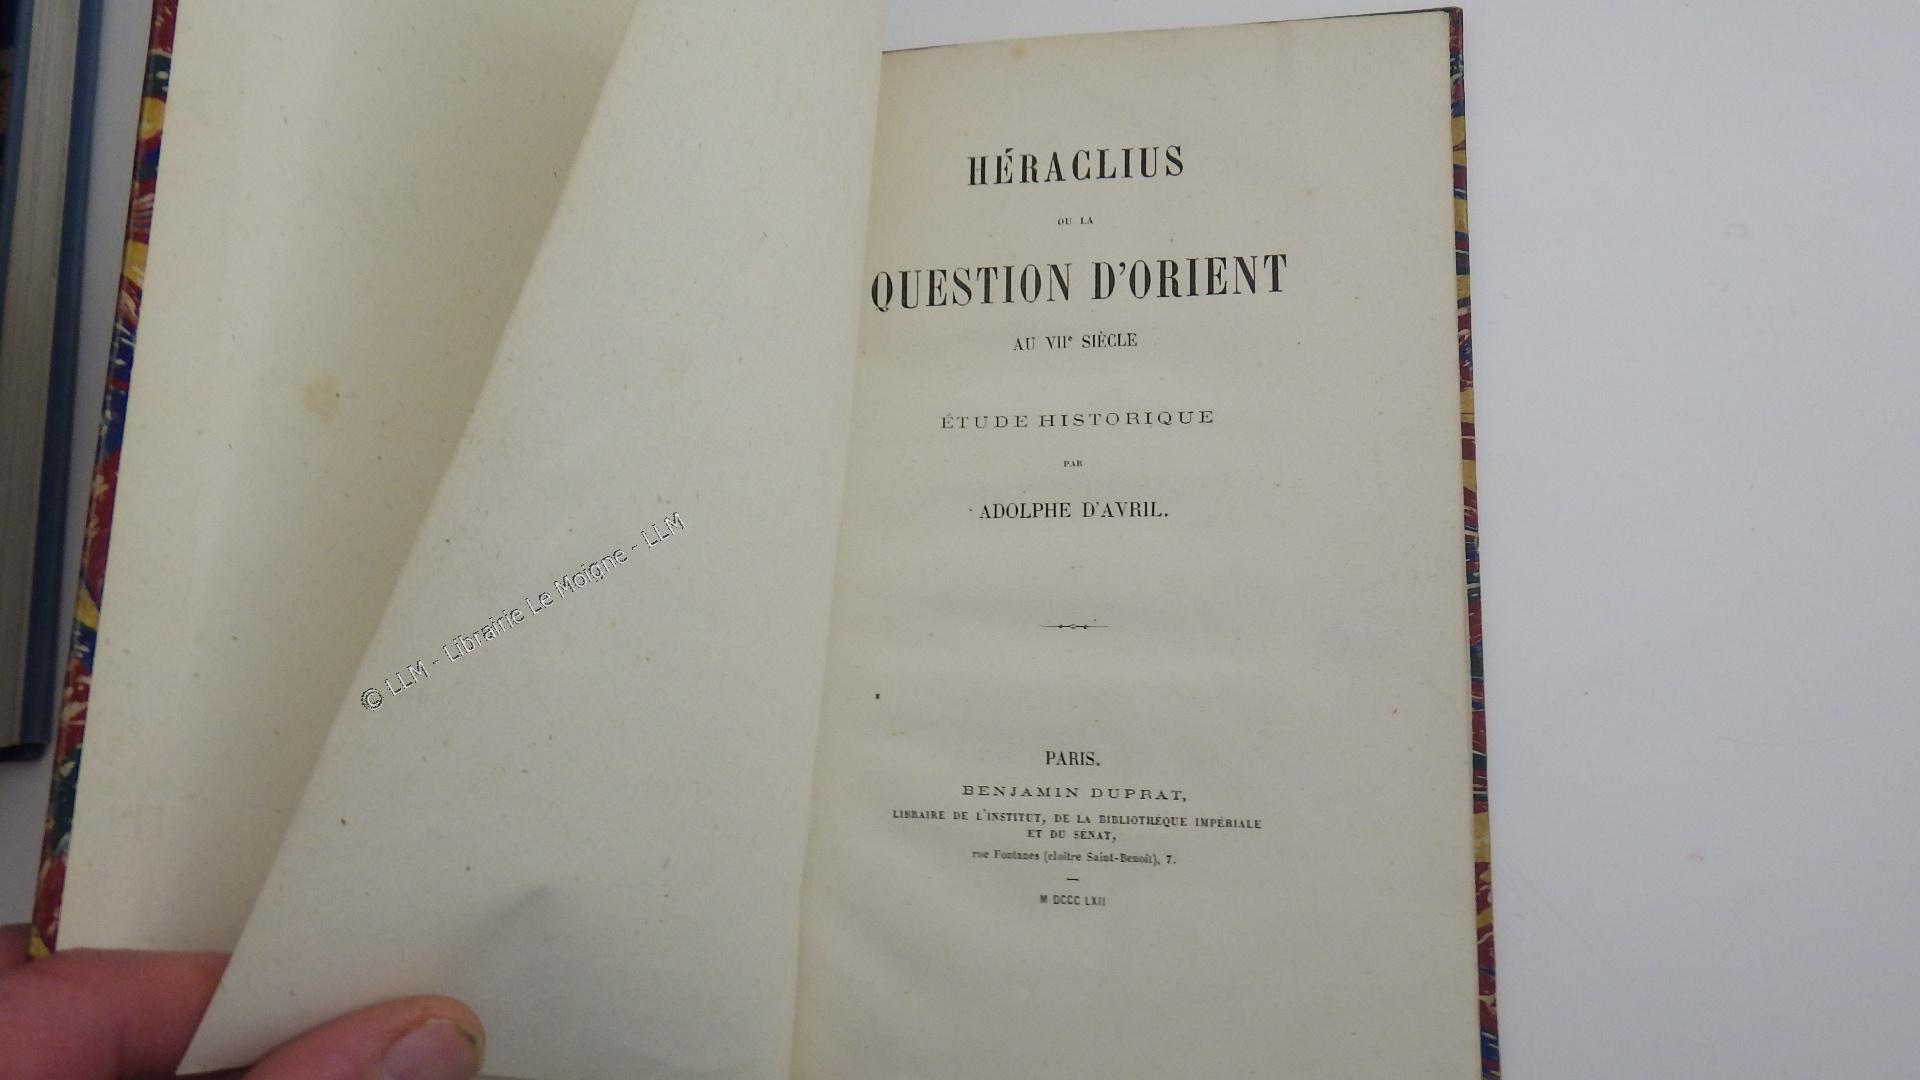 © LLM - Librairie Le Moigne - LLM
HÉRACLIUS
OU LA
QUESTION D'ORIENT
AU VIIe SIÈCLE
ÉTUDE HISTORIQUE
PAR
ADOLPHE D'AVRIL.
PARIS.
BENJAMIN DUPRAT,
LIBRAIRE DE L'INSTITUT, DE LA BIBLIOTHÈQUE IMPÉRIALE
ET DU SÉNAT,
rue Fontanes (cloître Saint-Benoît), 7.
M DCCC LXII